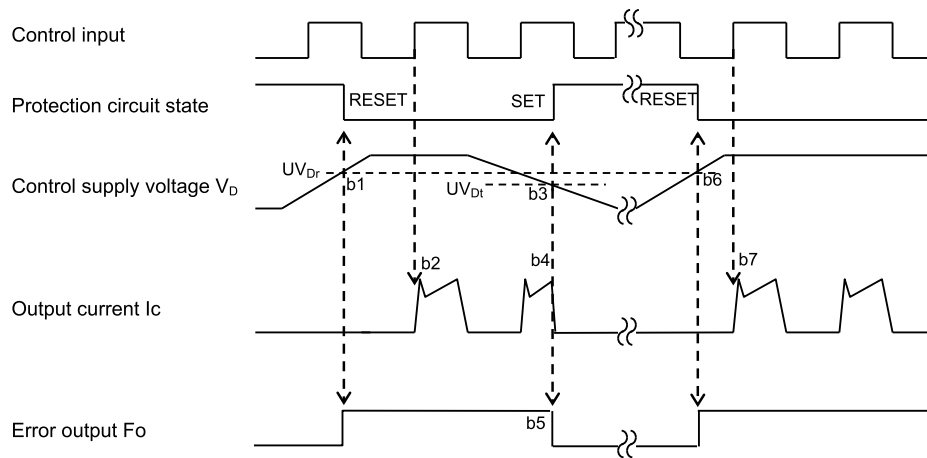 Control input
Protection circuit state
RESET
SET
RESET
Control supply voltage VD
UVDr
b1
UVDt
b3
b6
b2
b4
b7
Output current Ic
b5
Error output Fo